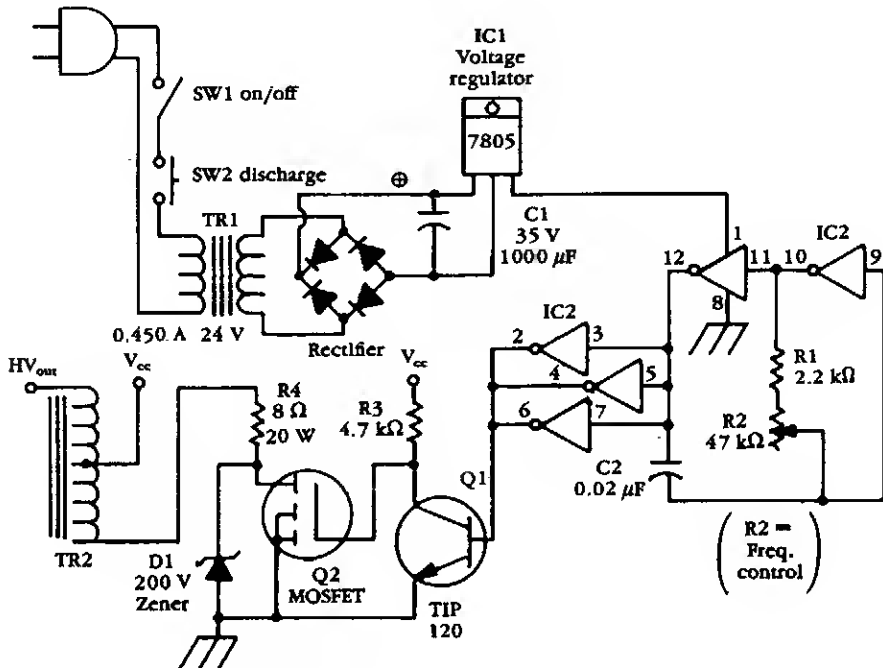 IC1
Voltage
regulator
7805
SW1 on/off
SW2 discharge
⊕
TR1
C1
35 V
1000 μF
0.450 A
24 V
Rectifier
12
1
11
10
IC2
9
8
IC2
2
3
4
5
6
7
R1
2.2 kΩ
R2
47 kΩ
C2
0.02 μF
(R2 =
Freq.
control)
HVout
Vcc
R4
8 Ω
20 W
Vcc
R3
4.7 kΩ
Q1
TR2
D1
200 V
Zener
Q2
MOSFET
TIP
120